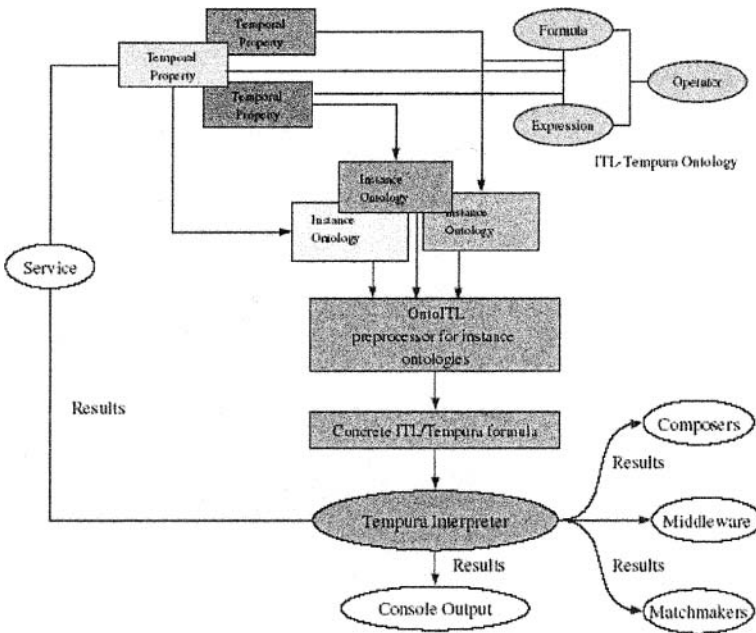 Temporal
Property
Formula
Temporal
Property
Operator
Temporal
Property
Expression
ITL-Tempura Ontology
Instance
Ontology
Instance
Ontology
Instance
Ontology
Service
OntoITL
preprocessor for instance
ontologies
Results
Concrete ITL/Tempura formula
Composers
Results
Tempura Interpreter
Middleware
Results
Results
Console Output
Matchmakers